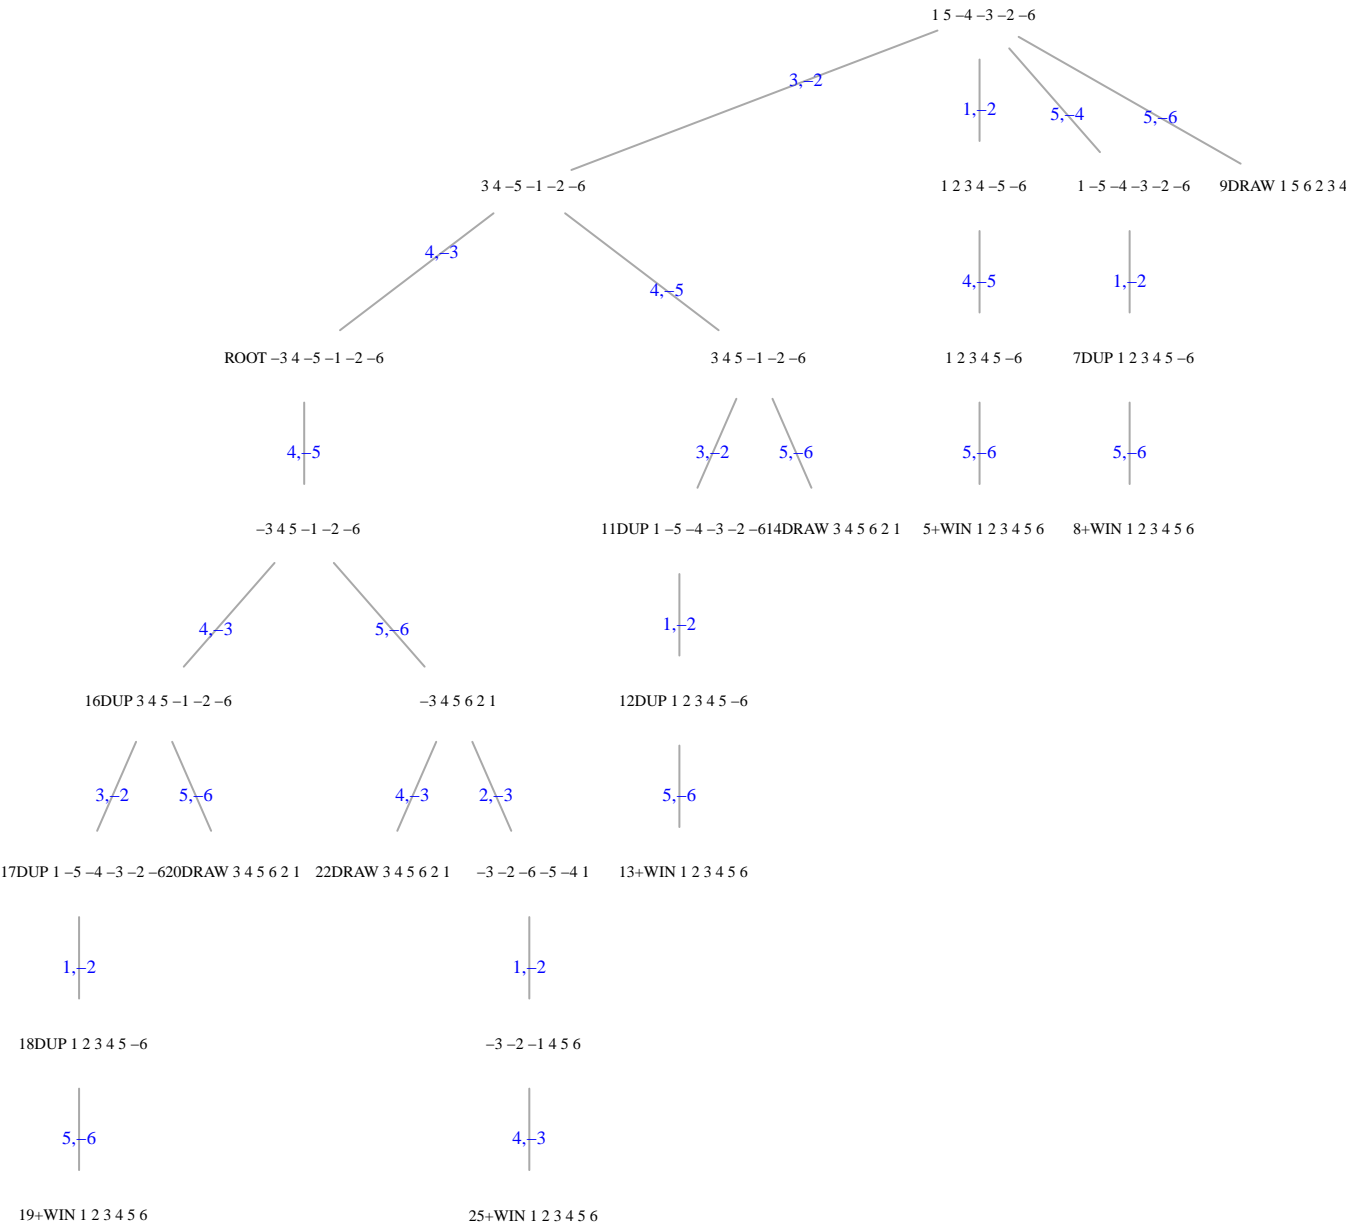 1 5 −4 −3 −2 −6
3,−2
1,−2
5,−4
5,−6
3 4 −5 −1 −2 −6
1 2 3 4 −5 −6
1 −5 −4 −3 −2 −6
9DRAW 1 5 6 2 3 4
4,−3
4,−5
4,−5
1,−2
ROOT −3 4 −5 −1 −2 −6
3 4 5 −1 −2 −6
1 2 3 4 5 −6
7DUP 1 2 3 4 5 −6
4,−5
3,−2
5,−6
5,−6
5,−6
−3 4 5 −1 −2 −6
11DUP 1 −5 −4 −3 −2 −6
14DRAW 3 4 5 6 2 1
5+WIN 1 2 3 4 5 6
8+WIN 1 2 3 4 5 6
4,−3
5,−6
1,−2
16DUP 3 4 5 −1 −2 −6
−3 4 5 6 2 1
12DUP 1 2 3 4 5 −6
3,−2
5,−6
4,−3
2,−3
5,−6
17DUP 1 −5 −4 −3 −2 −6
20DRAW 3 4 5 6 2 1
22DRAW 3 4 5 6 2 1
−3 −2 −6 −5 −4 1
13+WIN 1 2 3 4 5 6
1,−2
1,−2
18DUP 1 2 3 4 5 −6
−3 −2 −1 4 5 6
5,−6
4,−3
19+WIN 1 2 3 4 5 6
25+WIN 1 2 3 4 5 6